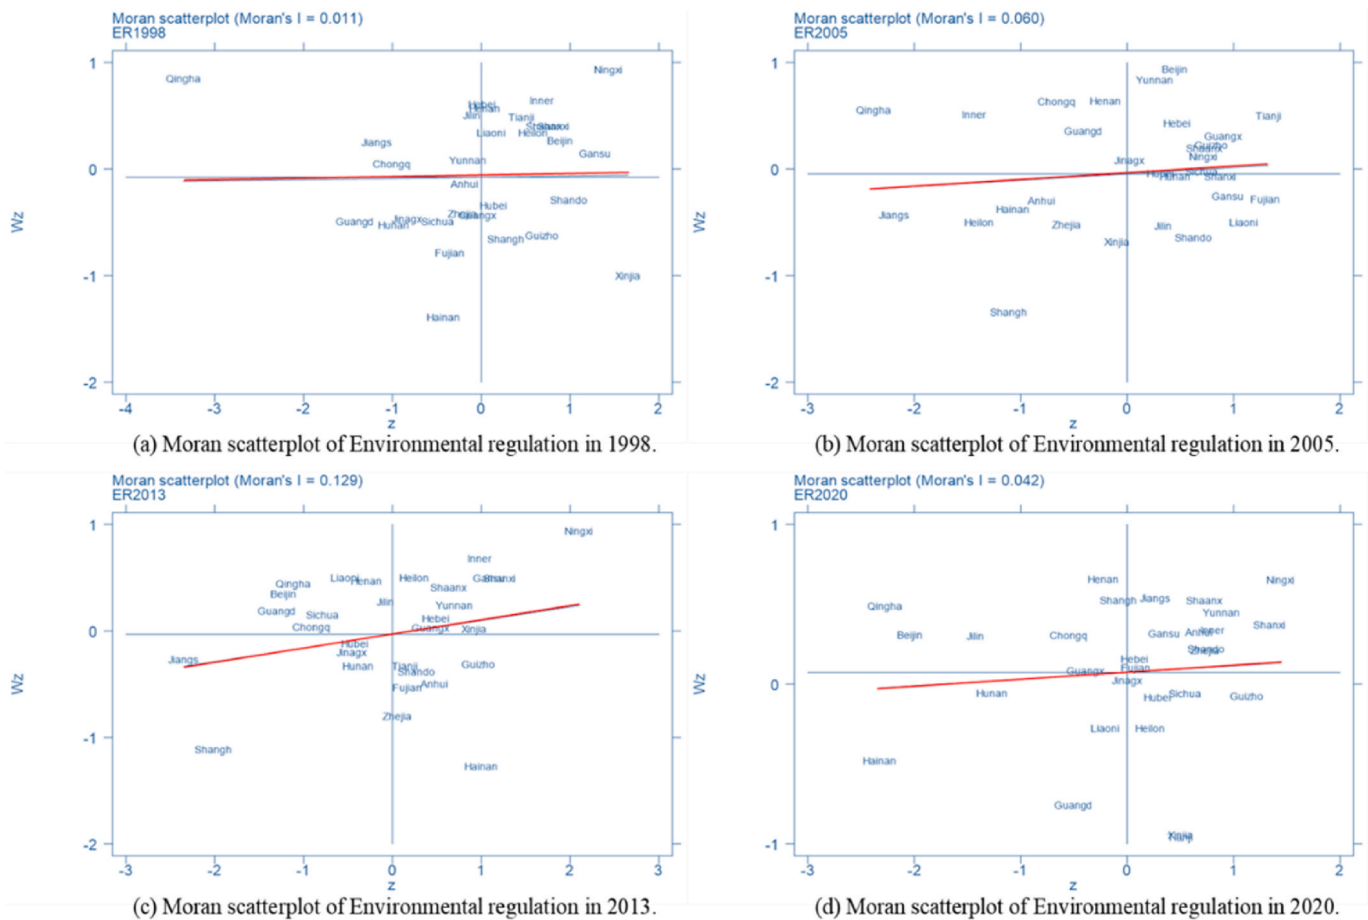 Moran scatterplot (Moran's I = 0.011)
ER1998
1
0
-1
-2
Wz
Qingha
Ningxi
Inner
Hebei
Henan
Jilin
Tianji
Shanxi
Liaoni
Heilon
Beijin
Jiangs
Gansu
Chongq
Yunnan
Anhui
Shando
Hubei
Zhejia
Guangx
Guangd
Jinagx
Hunan
Sichua
Shangh
Guizho
Fujian
Xinjia
Hainan
-4 -3 -2 -1 0 1 2
z
(a) Moran scatterplot of Environmental regulation in 1998.
Moran scatterplot (Moran's I = 0.060)
ER2005
1
0
-1
-2
Wz
Beijin
Yunnan
Qingha
Chongq
Henan
Inner
Tianji
Hebei
Guangd
Guangx
Guizho
Shaanx
Ningxi
Jinagx
Sichua
Hubei
Hunan
Shanxi
Gansu
Fujian
Anhui
Hainan
Jiangs
Heilon
Zhejia
Jilin
Liaoni
Shando
Xinjia
Shangh
-3 -2 -1 0 1 2
z
(b) Moran scatterplot of Environmental regulation in 2005.
Moran scatterplot (Moran's I = 0.129)
ER2013
1
0
-1
-2
Wz
Ningxi
Inner
Qingha
Liaoni
Henan
Heilon
Gansu
Shanxi
Shaanx
Beijin
Jilin
Yunnan
Guangd
Sichua
Hebei
Chongq
Guangx
Xinjia
Hubei
Jinagx
Jiangs
Hunan
Tianji
Guizho
Shando
Fujian
Anhui
Zhejia
Shangh
Hainan
-3 -2 -1 0 1 2 3
z
(c) Moran scatterplot of Environmental regulation in 2013.
Moran scatterplot (Moran's I = 0.042)
ER2020
1
0
-1
Wz
Henan
Ningxi
Shangh
Jiangs
Shaanx
Qingha
Yunnan
Shanxi
Inner
Anhui
Gansu
Beijin
Jilin
Chongq
Shando
Zhejia
Hebei
Fujian
Guangx
Jinagx
Hunan
Hubei
Sichua
Guizho
Liaoni
Heilon
Hainan
Guangd
Xinjia
Tianji
-3 -2 -1 0 1 2
z
(d) Moran scatterplot of Environmental regulation in 2020.